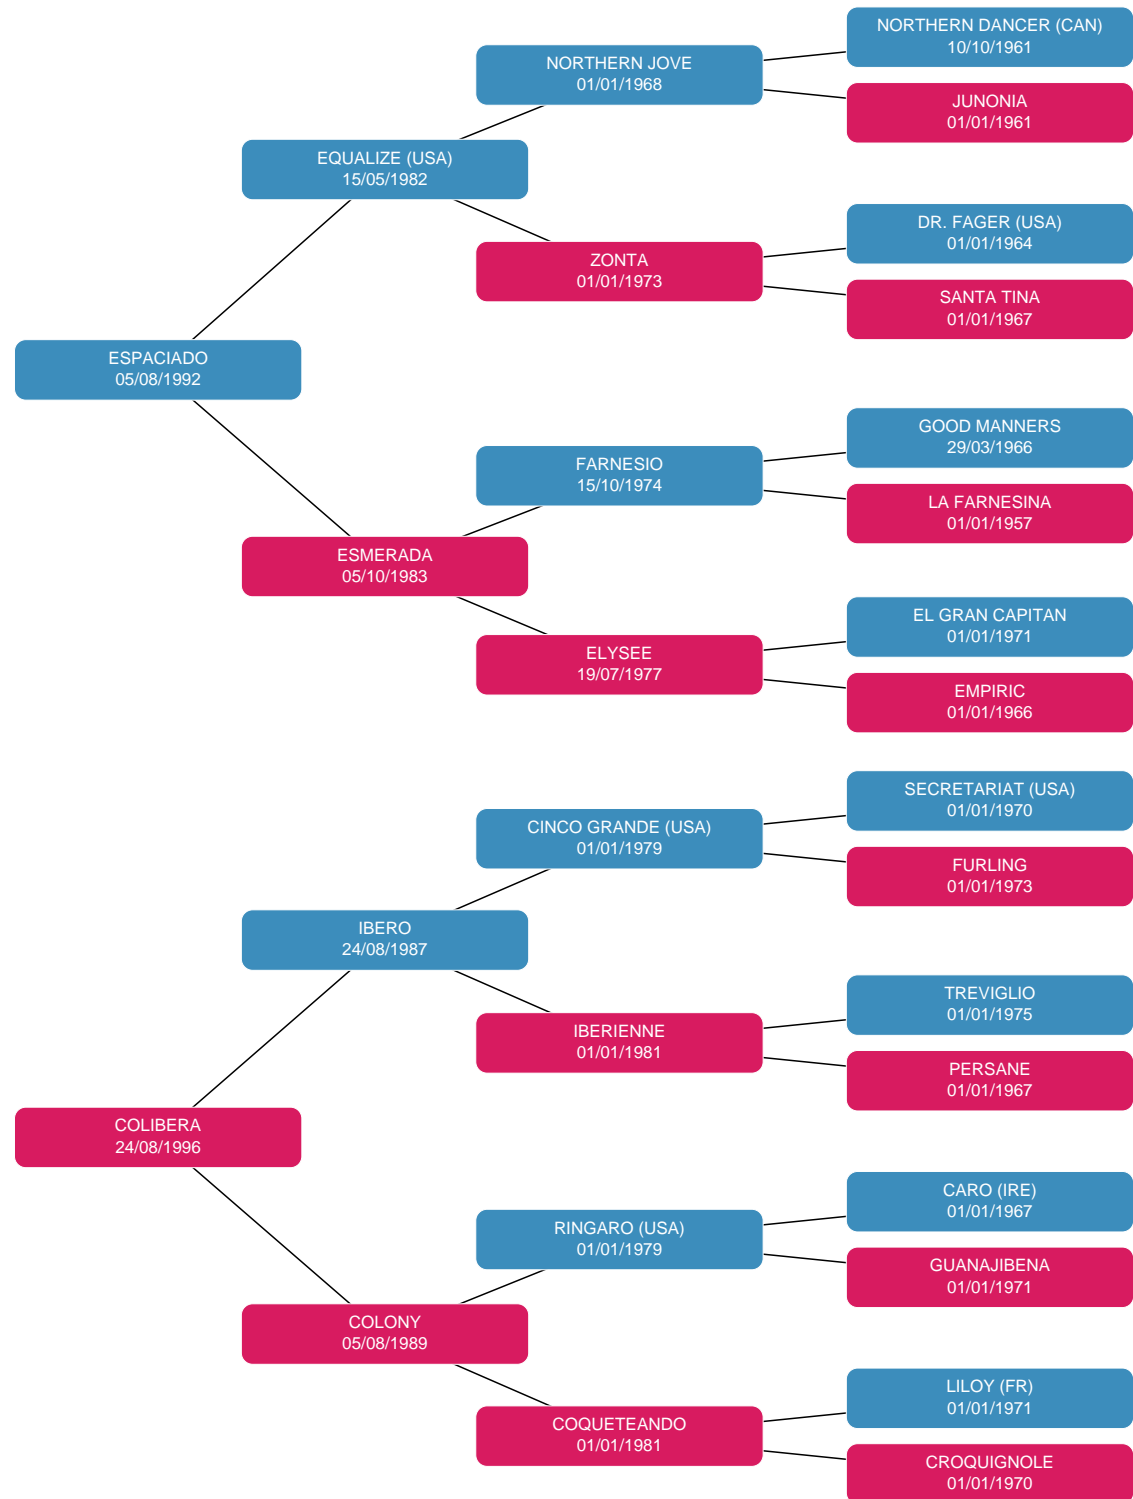 NORTHERN DANCER (CAN)
10/10/1961
NORTHERN JOVE
01/01/1968
JUNONIA
01/01/1961
EQUALIZE (USA)
15/05/1982
DR. FAGER (USA)
01/01/1964
ZONTA
01/01/1973
SANTA TINA
01/01/1967
ESPACIADO
05/08/1992
GOOD MANNERS
29/03/1966
FARNESIO
15/10/1974
LA FARNESINA
01/01/1957
ESMERADA
05/10/1983
EL GRAN CAPITAN
01/01/1971
ELYSEE
19/07/1977
EMPIRIC
01/01/1966
SECRETARIAT (USA)
01/01/1970
CINCO GRANDE (USA)
01/01/1979
FURLING
01/01/1973
IBERO
24/08/1987
TREVIGLIO
01/01/1975
IBERIENNE
01/01/1981
PERSANE
01/01/1967
COLIBERA
24/08/1996
CARO (IRE)
01/01/1967
RINGARO (USA)
01/01/1979
GUANAJIBENA
01/01/1971
COLONY
05/08/1989
LILOY (FR)
01/01/1971
COQUETEANDO
01/01/1981
CROQUIGNOLE
01/01/1970